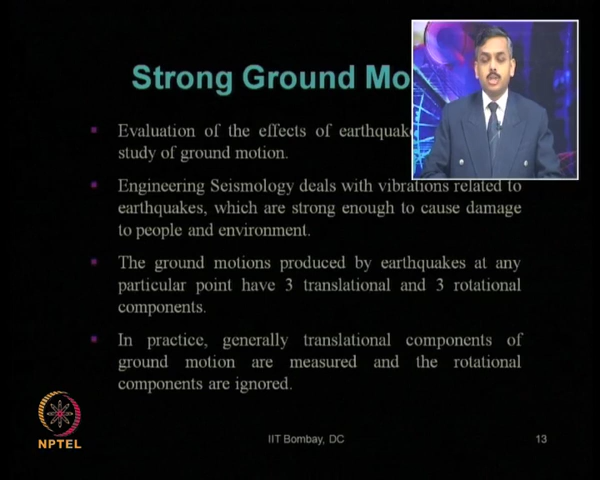 Strong Ground Mo
▪ Evaluation of the effects of earthquake
study of ground motion.
▪ Engineering Seismology deals with vibrations related to
earthquakes, which are strong enough to cause damage
to people and environment.
▪ The ground motions produced by earthquakes at any
particular point have 3 translational and 3 rotational
components.
▪ In practice, generally translational components of
ground motion are measured and the rotational
components are ignored.
NPTEL
IIT Bombay, DC
13